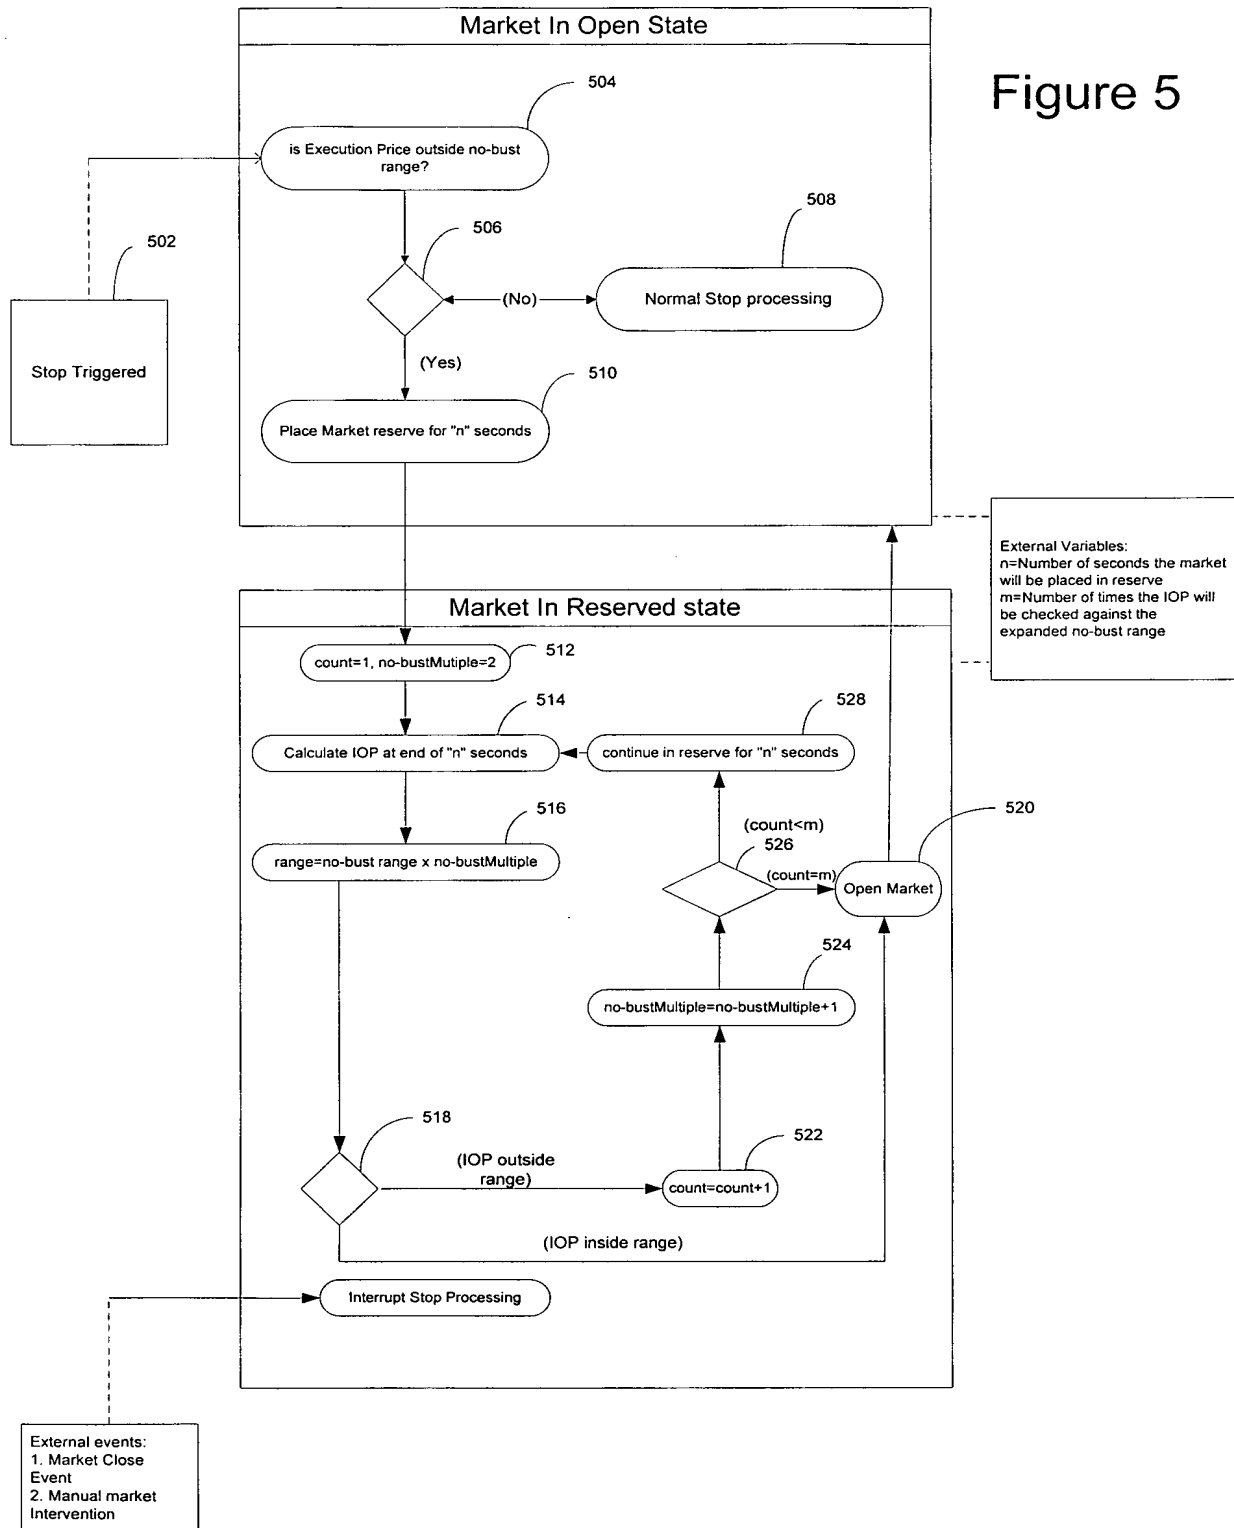 Market In Open State
Figure 5
504
is Execution Price outside no-bust
range?
502
506
508
(No)
Normal Stop processing
Stop Triggered
(Yes)
510
Place Market reserve for "n" seconds
External Variables:
n=Number of seconds the market
will be placed in reserve
m=Number of times the IOP will
be checked against the
expanded no-bust range
Market In Reserved state
512
count=1, no-bustMutiple=2
514
528
Calculate IOP at end of "n" seconds
continue in reserve for "n" seconds
516
520
(count<m)
526
range=no-bust range x no-bustMultiple
(count=m)
Open Market
524
no-bustMultiple=no-bustMultiple+1
518
522
(IOP outside
range)
count=count+1
(IOP inside range)
Interrupt Stop Processing
External events:
1. Market Close
Event
2. Manual market
Intervention